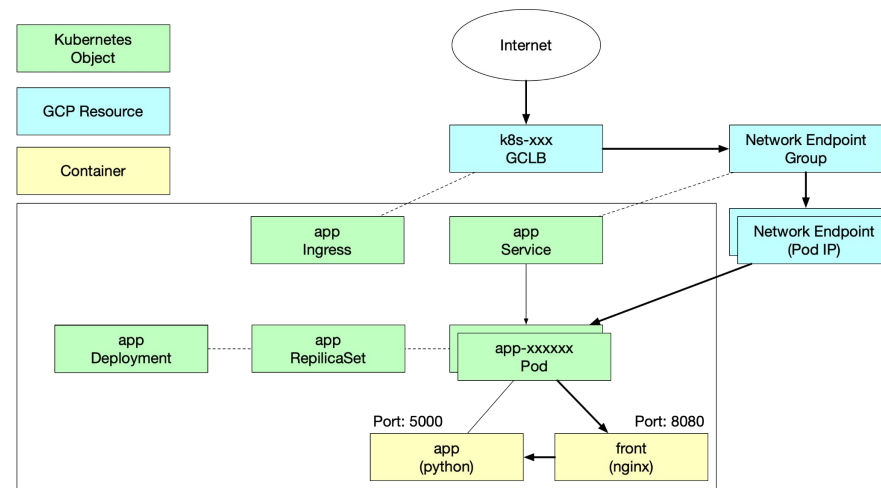 Kubernetes
Object
Internet
GCP Resource
k8s-xxx
GCLB
Network Endpoint
Group
Container
app
Ingress
app
Service
Network Endpoint
(Pod IP)
app
Deployment
app
RepilicaSet
app-xxxxxx
Pod
Port: 5000
Port: 8080
app
(python)
front
(nginx)